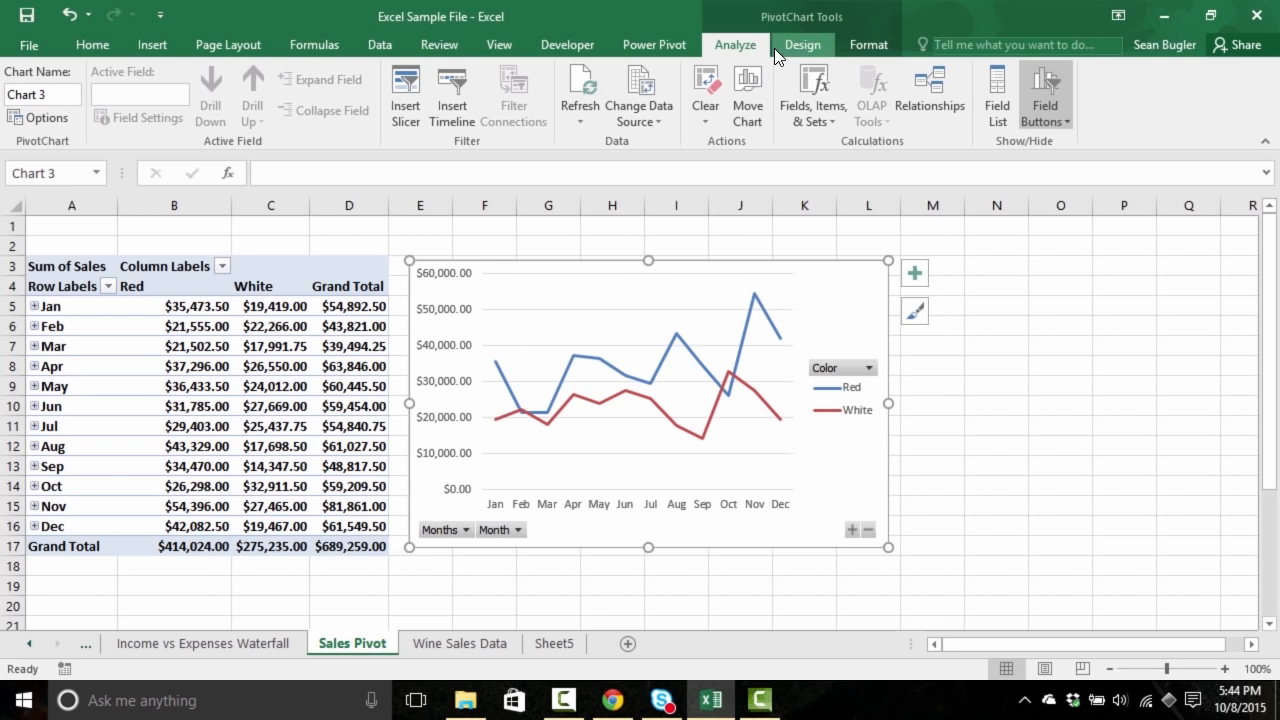 Excel Sample File - Excel
PivotChart Tools
File Home Insert Page Layout Formulas Data Review View Developer Power Pivot Analyze Design Format Tell me what you want to do... Sean Bugler Share
Chart Name:
Chart 3
Options
PivotChart
Active Field:
Field Settings
Drill Down
Drill Up
Expand Field
Collapse Field
Active Field
Insert Slicer
Insert Timeline
Filter Connections
Filter
Refresh
Change Data Source
Data
Clear
Move Chart
Actions
Fields, Items, & Sets
OLAP Tools
Relationships
Calculations
Field List
Field Buttons
Show/Hide
Chart 3
fx
A B C D E F G H I J K L M N O P Q R
1
2
3 Sum of Sales Column Labels
4 Row Labels Red White Grand Total
5 Jan $35,473.50 $19,419.00 $54,892.50
6 Feb $21,555.00 $22,266.00 $43,821.00
7 Mar $21,502.50 $17,991.75 $39,494.25
8 Apr $37,296.00 $26,550.00 $63,846.00
9 May $36,433.50 $24,012.00 $60,445.50
10 Jun $31,785.00 $27,669.00 $59,454.00
11 Jul $29,403.00 $25,437.75 $54,840.75
12 Aug $43,329.00 $17,698.50 $61,027.50
13 Sep $34,470.00 $14,347.50 $48,817.50
14 Oct $26,298.00 $32,911.50 $59,209.50
15 Nov $54,396.00 $27,465.00 $81,861.00
16 Dec $42,082.50 $19,467.00 $61,549.50
17 Grand Total $414,024.00 $275,235.00 $689,259.00
18
19
20
21
$60,000.00
$50,000.00
$40,000.00
$30,000.00
$20,000.00
$10,000.00
$0.00
Jan Feb Mar Apr May Jun Jul Aug Sep Oct Nov Dec
Color
Red
White
Months Month
... Income vs Expenses Waterfall Sales Pivot Wine Sales Data Sheet5
Ready
100%
Ask me anything
5:44 PM
10/8/2015